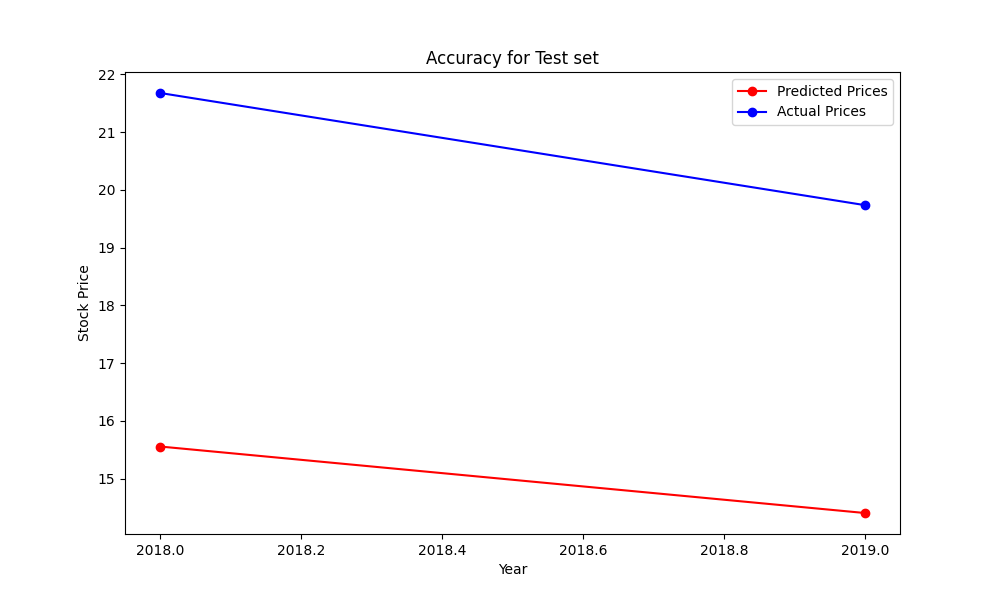 Accuracy for Test set
Predicted Prices
Actual Prices
Stock Price
22
21
20
19
18
17
16
15
2018.0
2018.2
2018.4
2018.6
2018.8
2019.0
Year